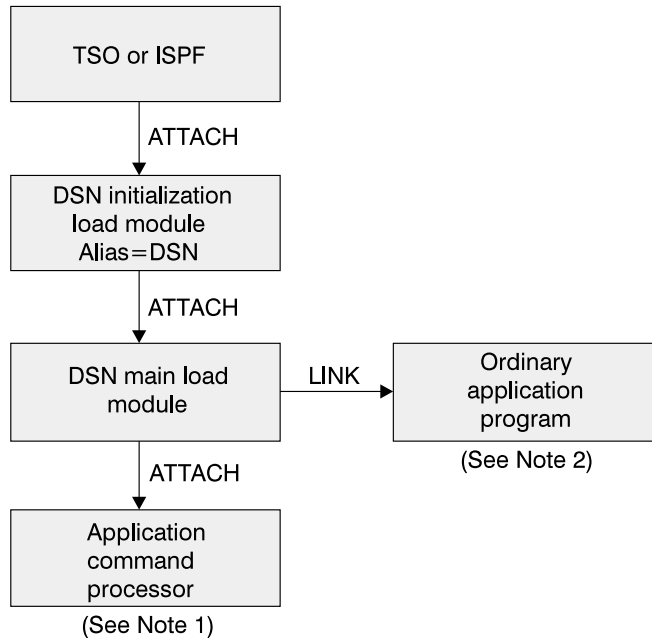 TSO or ISPF
ATTACH
DSN initialization
load module
Alias=DSN
ATTACH
DSN main load
module
LINK
Ordinary
application
program
(See Note 2)
ATTACH
Application
command
processor
(See Note 1)